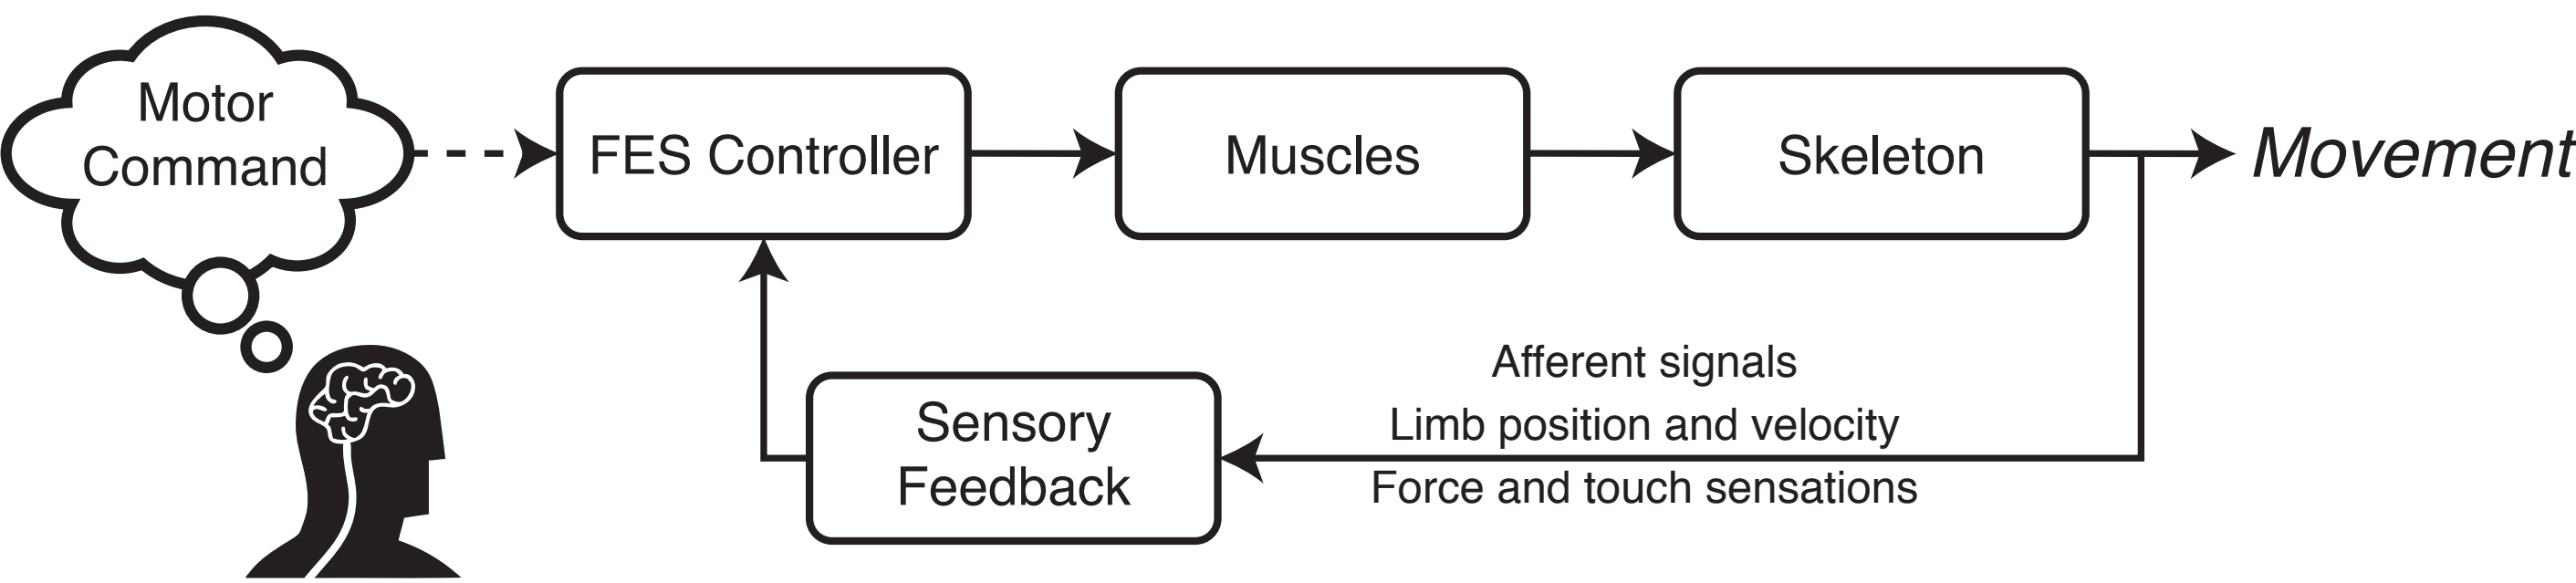 Motor
Command
FES Controller
Muscles
Skeleton
Movement
Afferent signals
Limb position and velocity
Force and touch sensations
Sensory
Feedback